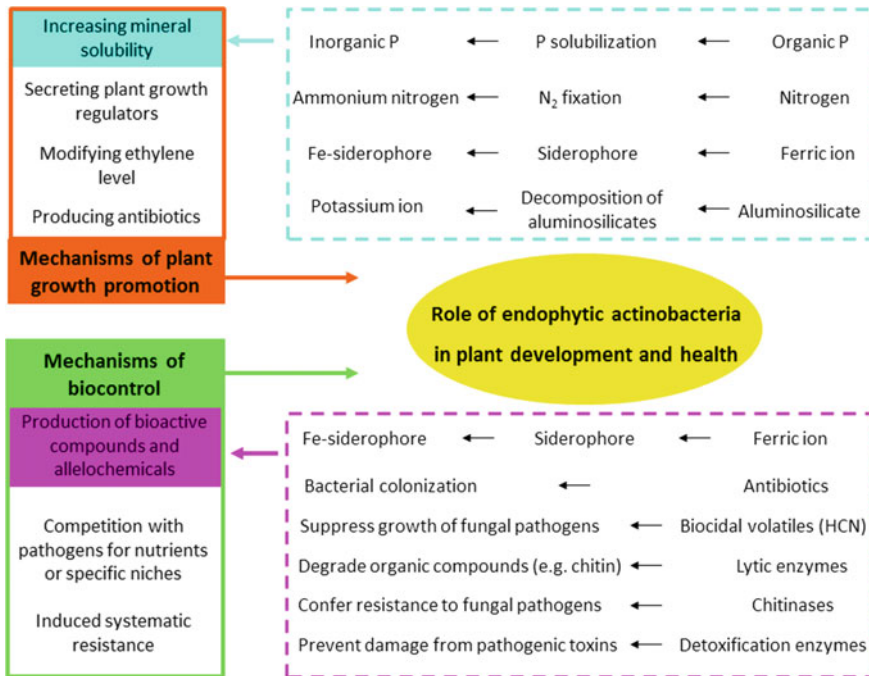 Increasing mineral
solubility
Secreting plant growth
regulators
Modifying ethylene
level
Producing antibiotics
Mechanisms of plant
growth promotion
Inorganic P ← P solubilization ← Organic P
Ammonium nitrogen ← N₂ fixation ← Nitrogen
Fe-siderophore ← Siderophore ← Ferric ion
Potassium ion ← Decomposition of
aluminosilicates ← Aluminosilicate
Role of endophytic actinobacteria
in plant development and health
Mechanisms of
biocontrol
Production of bioactive
compounds and
allelochemicals
Competition with
pathogens for nutrients
or specific niches
Induced systematic
resistance
Fe-siderophore ← Siderophore ← Ferric ion
Bacterial colonization ← Antibiotics
Suppress growth of fungal pathogens ← Biocidal volatiles (HCN)
Degrade organic compounds (e.g. chitin) ← Lytic enzymes
Confer resistance to fungal pathogens ← Chitinases
Prevent damage from pathogenic toxins ← Detoxification enzymes